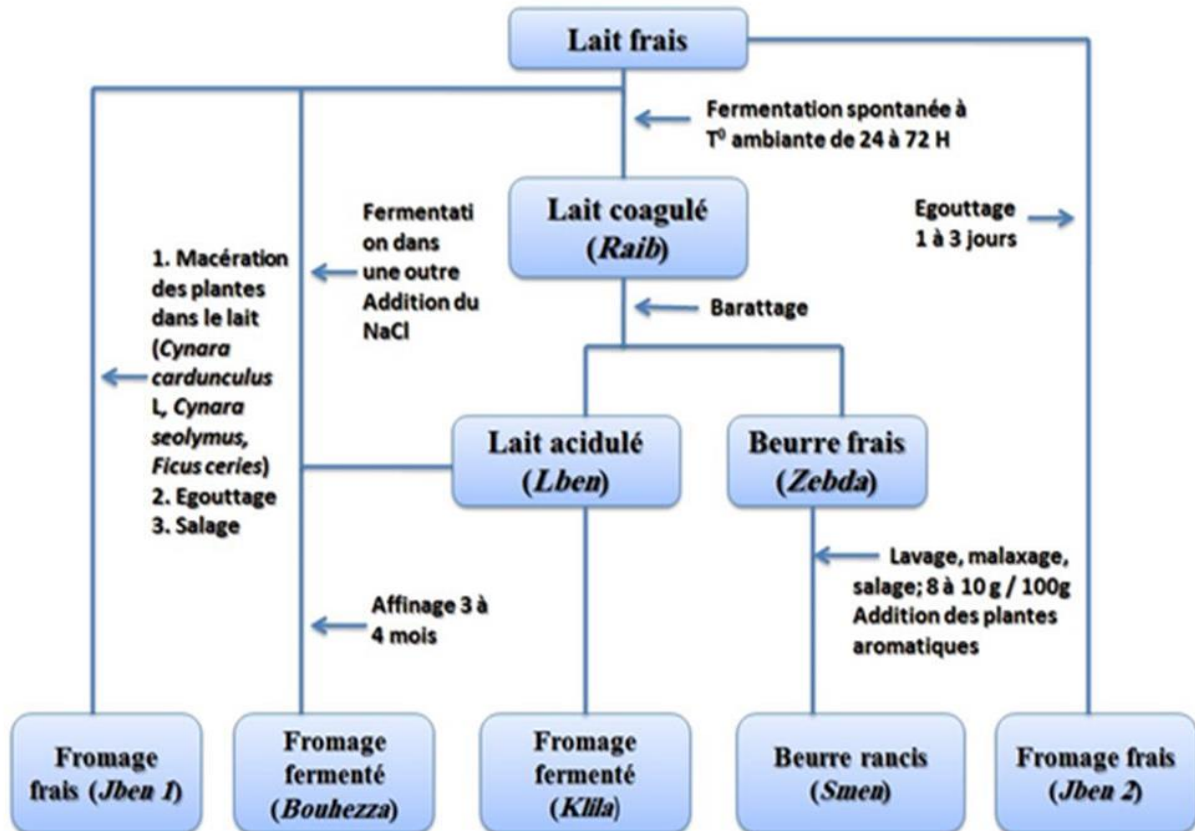 Lait frais
Fermentation spontanée à
T⁰ ambiante de 24 à 72 H
Lait coagulé
(Raib)
Egouttage
1 à 3 jours
Fermentati
on dans
une outre
Addition du
NaCl
1. Macération
des plantes
dans le lait
(Cynara
cardunculus
L, Cynara
seolymus,
Ficus ceries)
2. Egouttage
3. Salage
Barattage
Lait acidulé
(Lben)
Beurre frais
(Zebda)
Lavage, malaxage,
salage; 8 à 10 g / 100g
Addition des plantes
aromatiques
Affinage 3 à
4 mois
Fromage
frais (Jben 1)
Fromage
fermenté
(Bouhezza)
Fromage
fermenté
(Klila)
Beurre rancis
(Smen)
Fromage frais
(Jben 2)